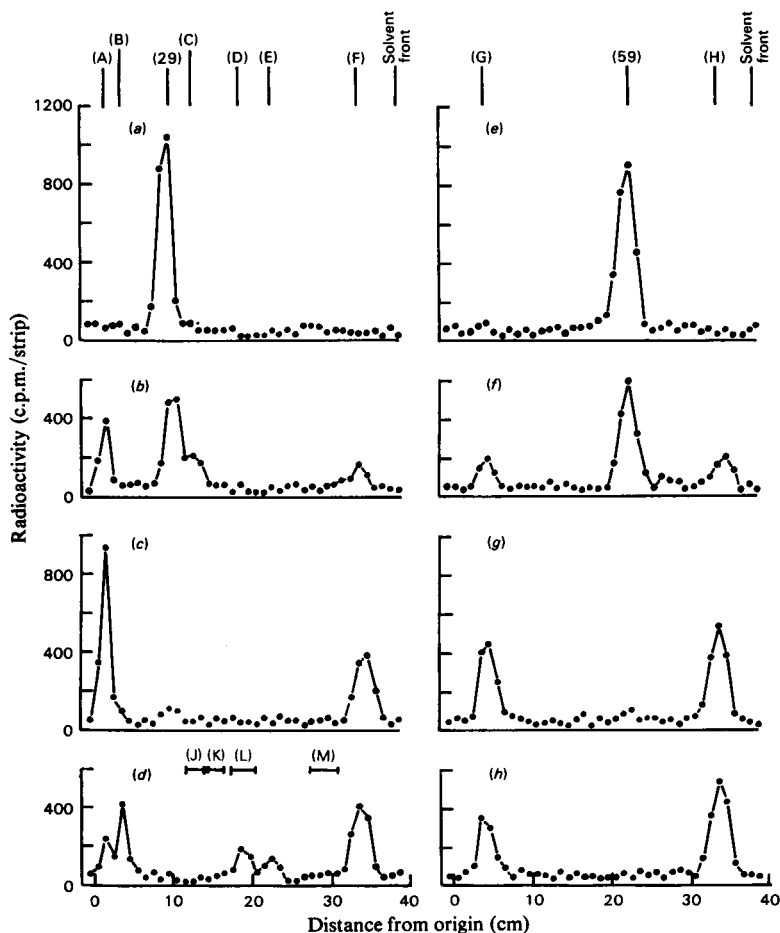 (A) (B) (29) (C) (D) (E) (F) Solvent front
(G) (59) (H) Solvent front
1200
800
400
0
(a)
(e)
400
0
(b)
(f)
800
400
0
(c)
(g)
(J) (K) (L) (M)
400
0
(d)
(h)
0 10 20 30 40
0 10 20 30 40
Radioactivity (c.p.m./strip)
Distance from origin (cm)